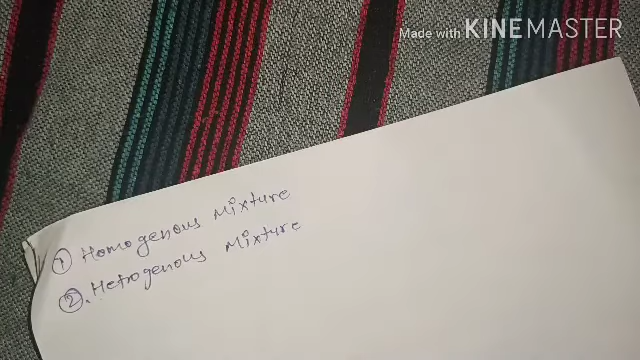 Made with KINEMASTER
① Homogenous Mixture
②. Hetrogenous Mixture